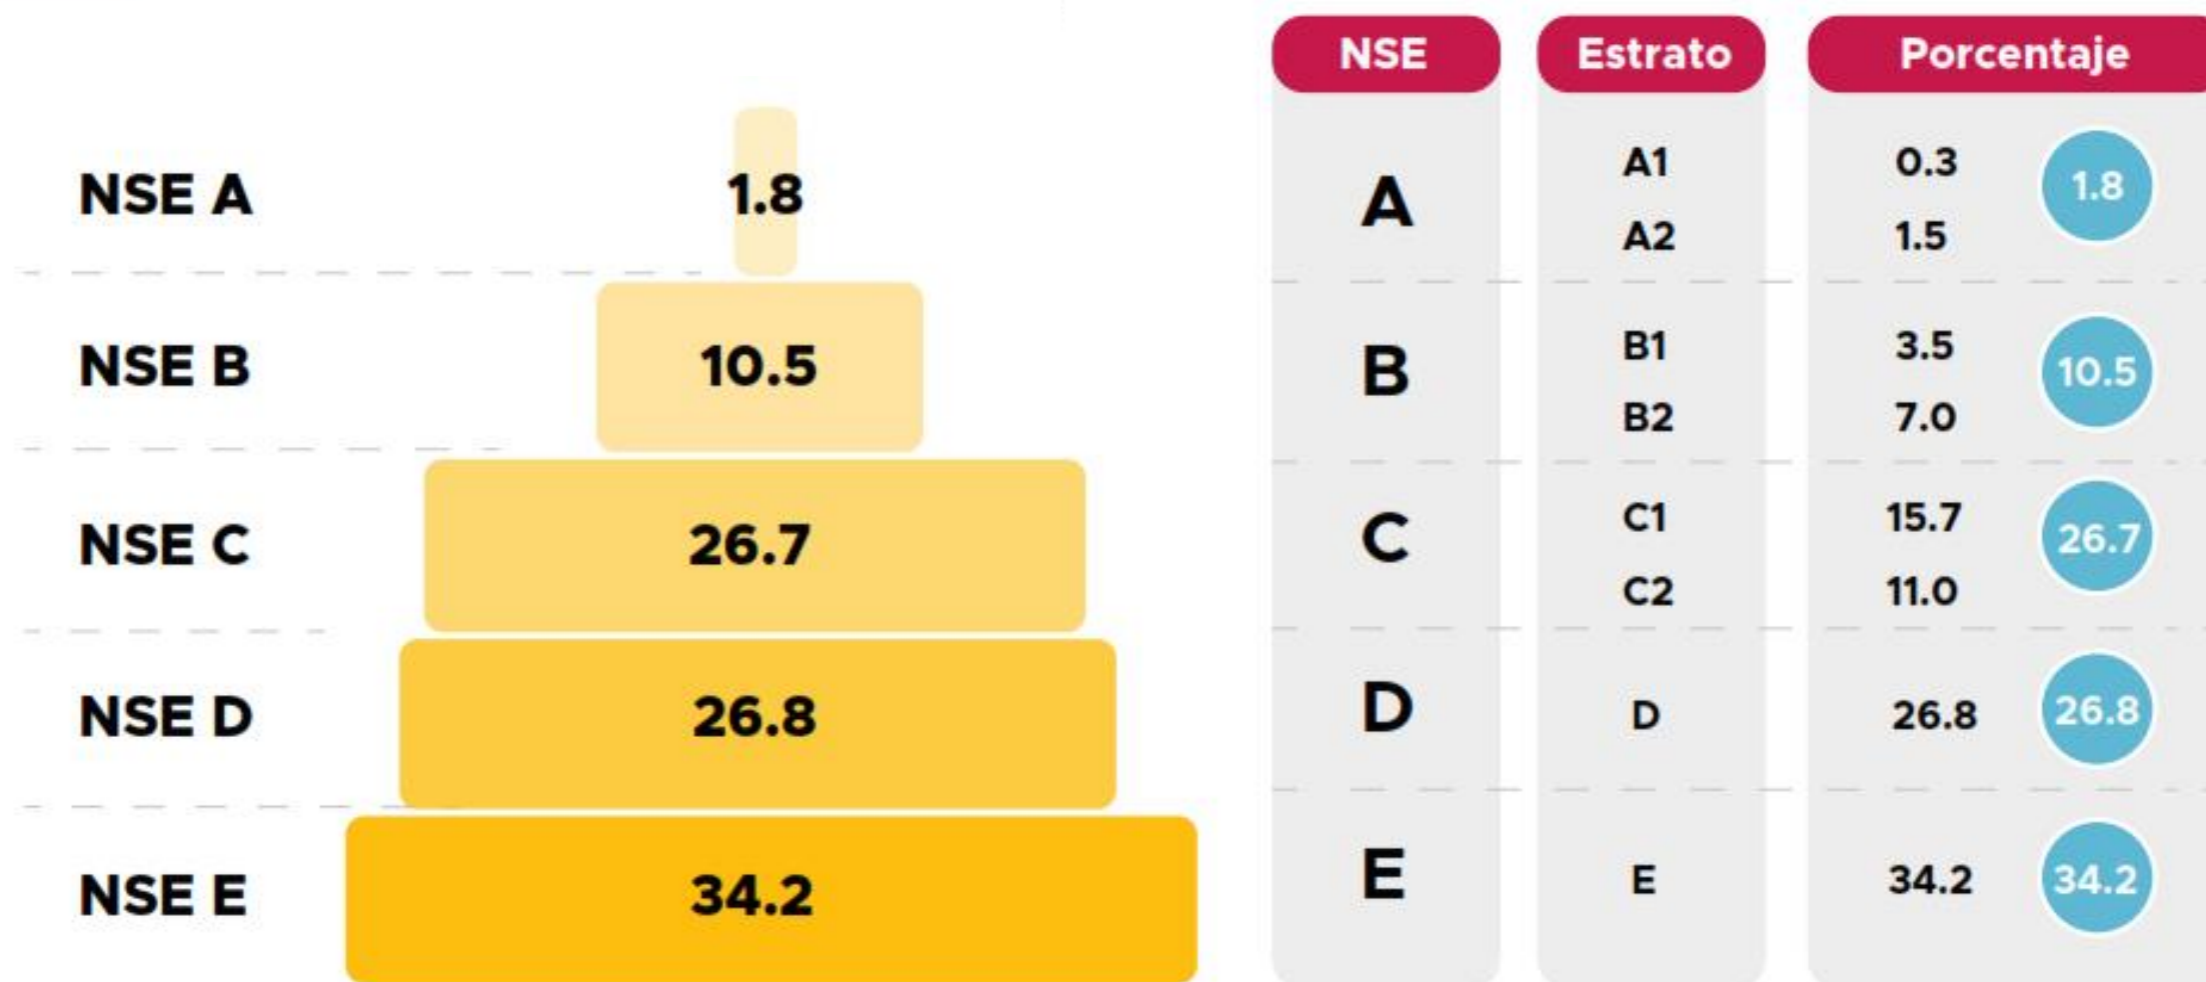 NSE A
1.8
NSE B
10.5
NSE C
26.7
NSE D
26.8
NSE E
34.2
NSE Estrato Porcentaje
A
A1 0.3
1.8
A2 1.5
B
B1 3.5
10.5
B2 7.0
C
C1 15.7
26.7
C2 11.0
D D 26.8 26.8
E E 34.2 34.2